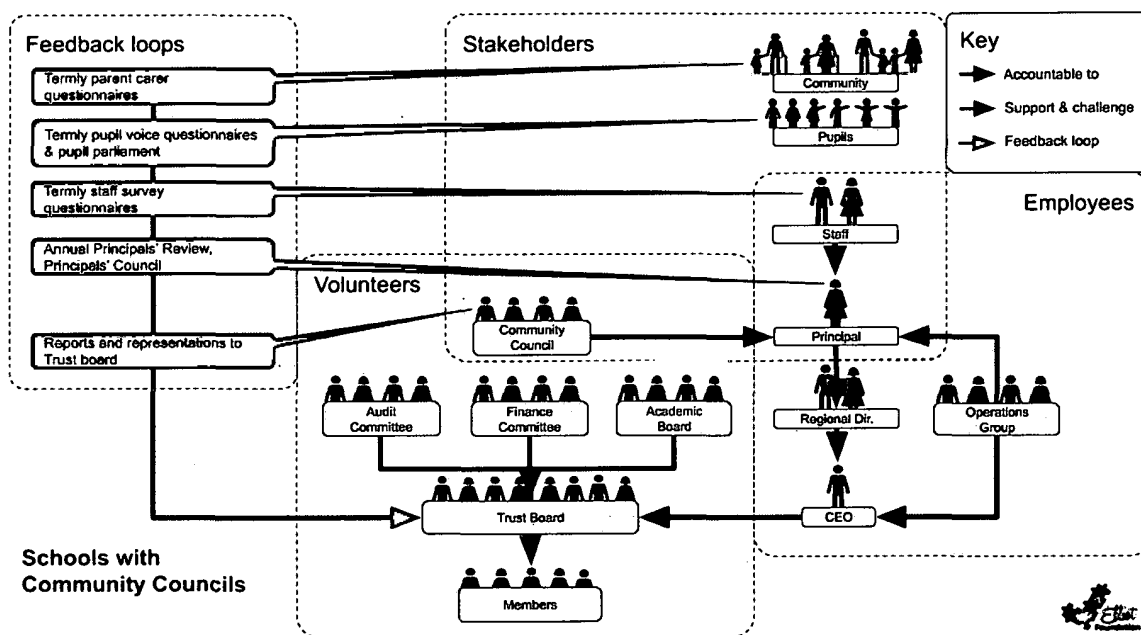 Feedback loops
Termly parent carer
questionnaires
Termly pupil voice questionnaires
& pupil parliament
Termly staff survey
questionnaires
Annual Principals' Review,
Principals' Council
Reports and representations to
Trust board
Stakeholders
Community
Pupils
Key
Accountable to
Support & challenge
Feedback loop
Employees
Staff
Principal
Regional Dir.
Operations
Group
CEO
Volunteers
Community
Council
Audit
Committee
Finance
Committee
Academic
Board
Trust Board
Members
Schools with
Community Councils
Elliot
Foundation